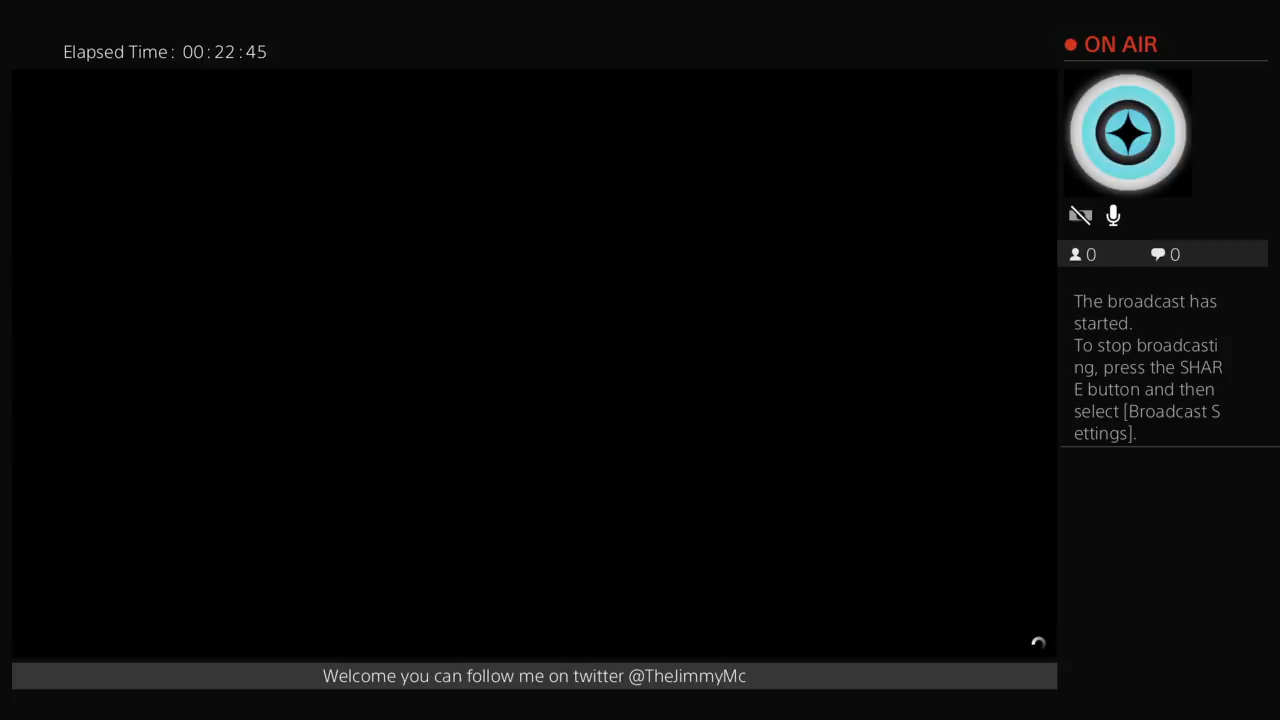 Elapsed Time: 00:22:45
ON AIR
0 0
The broadcast has
started.
To stop broadcasti
ng, press the SHAR
E button and then
select [Broadcast S
ettings].
Welcome you can follow me on twitter @TheJimmyMc